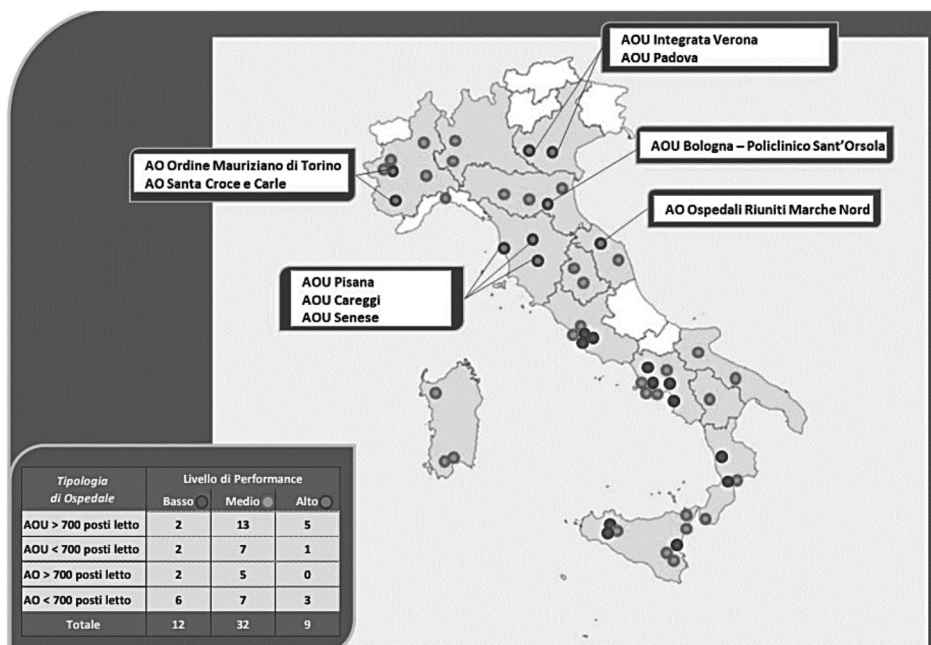 AOU Integrata Verona
AOU Padova
AOU Bologna – Policlinico Sant'Orsola
AO Ordine Mauriziano di Torino
AO Santa Croce e Carle
AO Ospedali Riuniti Marche Nord
AOU Pisana
AOU Careggi
AOU Senese
Tipologia di Ospedale Livello di Performance
Basso Medio Alto
AOU > 700 posti letto 2 13 5
AOU < 700 posti letto 2 7 1
AO > 700 posti letto 2 5 0
AO < 700 posti letto 6 7 3
Totale 12 32 9